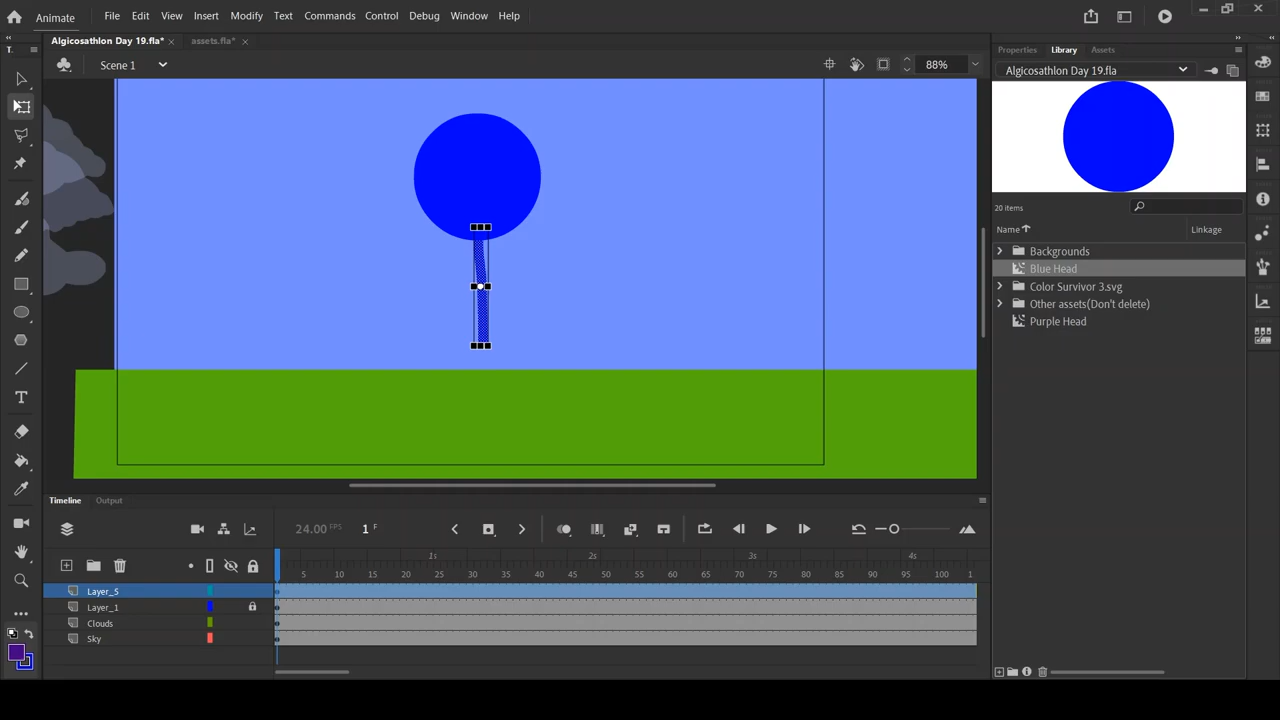 Animate File Edit View Insert Modify Text Commands Control Debug Window Help
Algicosathlon Day 19.fla* assets.fla*
Scene 1 88%
Properties Library Assets
Algicosathlon Day 19.fla
20 items
Name Linkage
Backgrounds
Blue Head
Color Survivor 3.svg
Other assets(Don't delete)
Purple Head
T.
T
Timeline Output
24.00 FPS 1 F
1s 2s 3s 4s
5 10 15 20 25 30 35 40 45 50 55 60 65 70 75 80 85 90 95 100 1
Layer_5
Layer_1
Clouds
Sky